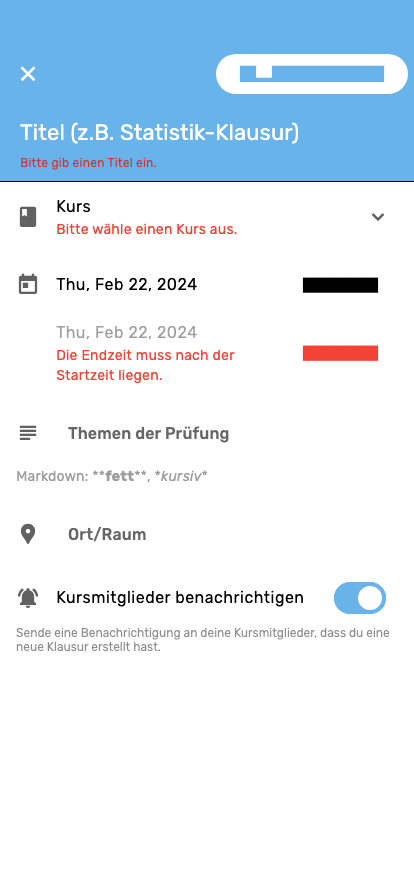 Titel (z.B. Statistik-Klausur)
Bitte gib einen Titel ein.
Kurs
Bitte wähle einen Kurs aus.
Thu, Feb 22, 2024
Thu, Feb 22, 2024
Die Endzeit muss nach der
Startzeit liegen.
Themen der Prüfung
Markdown: **fett**, *kursiv*
Ort/Raum
Kursmitglieder benachrichtigen
Sende eine Benachrichtigung an deine Kursmitglieder, dass du eine
neue Klausur erstellt hast.